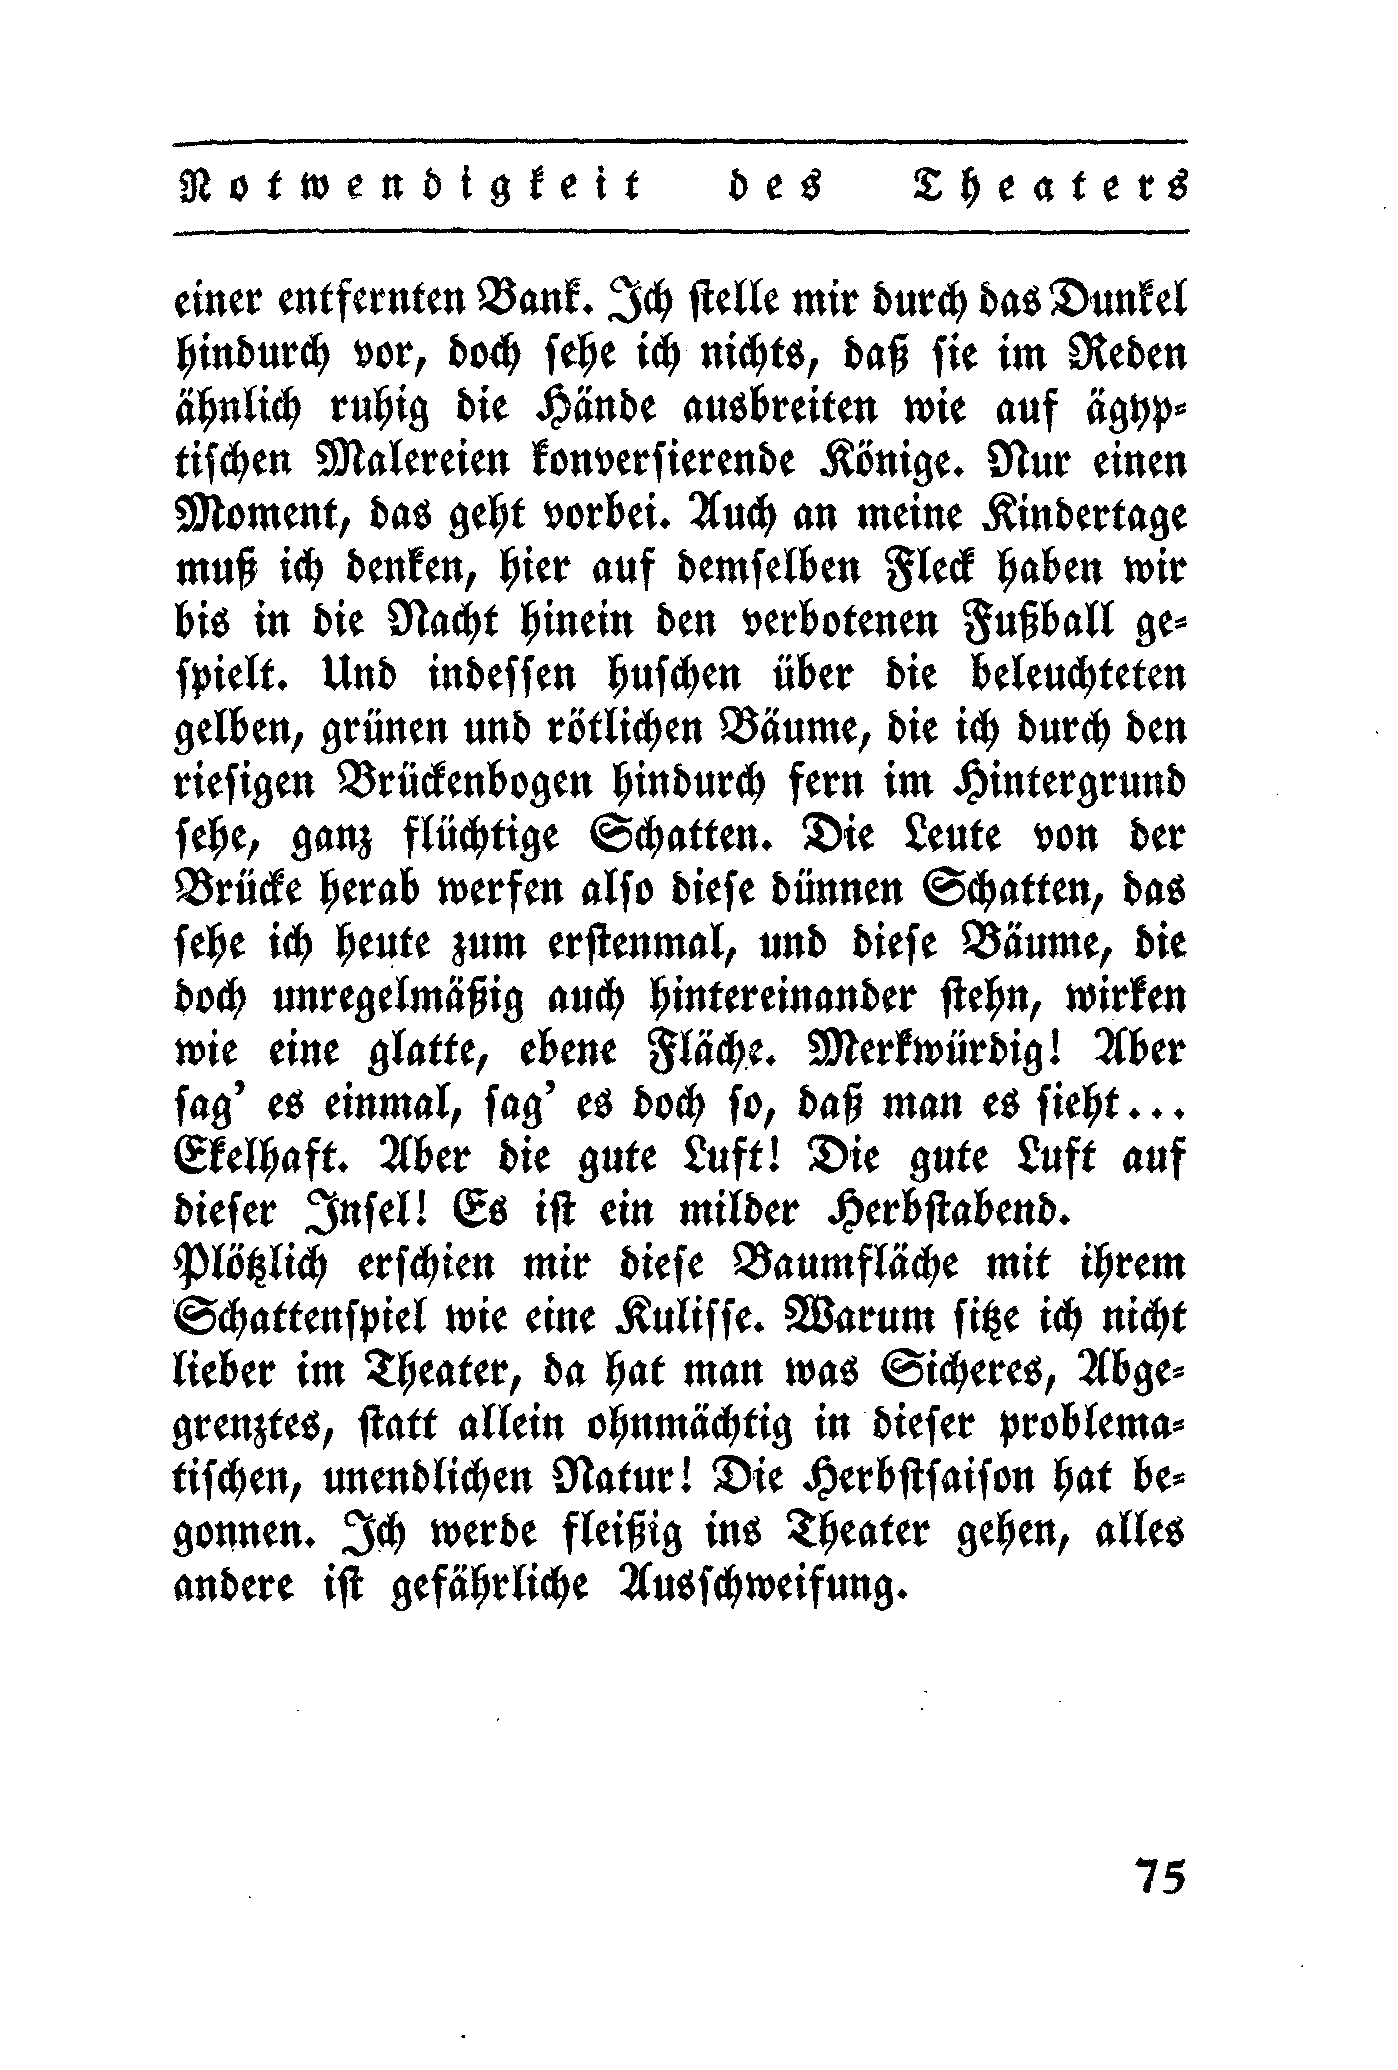 Notwendigkeit des Theaters
einer entfernten Bank. Ich stelle mir durch das Dunkel
hindurch vor, doch sehe ich nichts, daß sie im Reden
ähnlich ruhig die Hände ausbreiten wie auf ägyp-
tischen Malereien konversierende Könige. Nur einen
Moment, das geht vorbei. Auch an meine Kindertage
muß ich denken, hier auf demselben Fleck haben wir
bis in die Nacht hinein den verbotenen Fußball ge-
spielt. Und indessen huschen über die beleuchteten
gelben, grünen und rötlichen Bäume, die ich durch den
riesigen Brückenbogen hindurch fern im Hintergrund
sehe, ganz flüchtige Schatten. Die Leute von der
Brücke herab werfen also diese dünnen Schatten, das
sehe ich heute zum erstenmal, und diese Bäume, die
doch unregelmäßig auch hintereinander stehn, wirken
wie eine glatte, ebene Fläche. Merkwürdig! Aber
sag’ es einmal, sag’ es doch so, daß man es sieht...
Ekelhaft. Aber die gute Luft! Die gute Luft auf
dieser Insel! Es ist ein milder Herbstabend.
Plötzlich erschien mir diese Baumfläche mit ihrem
Schattenspiel wie eine Kulisse. Warum sitze ich nicht
lieber im Theater, da hat man was Sicheres, Abge-
grenztes, statt allein ohnmächtig in dieser problema-
tischen, unendlichen Natur! Die Herbstsaison hat be-
gonnen. Ich werde fleißig ins Theater gehen, alles
andere ist gefährliche Ausschweifung.
75